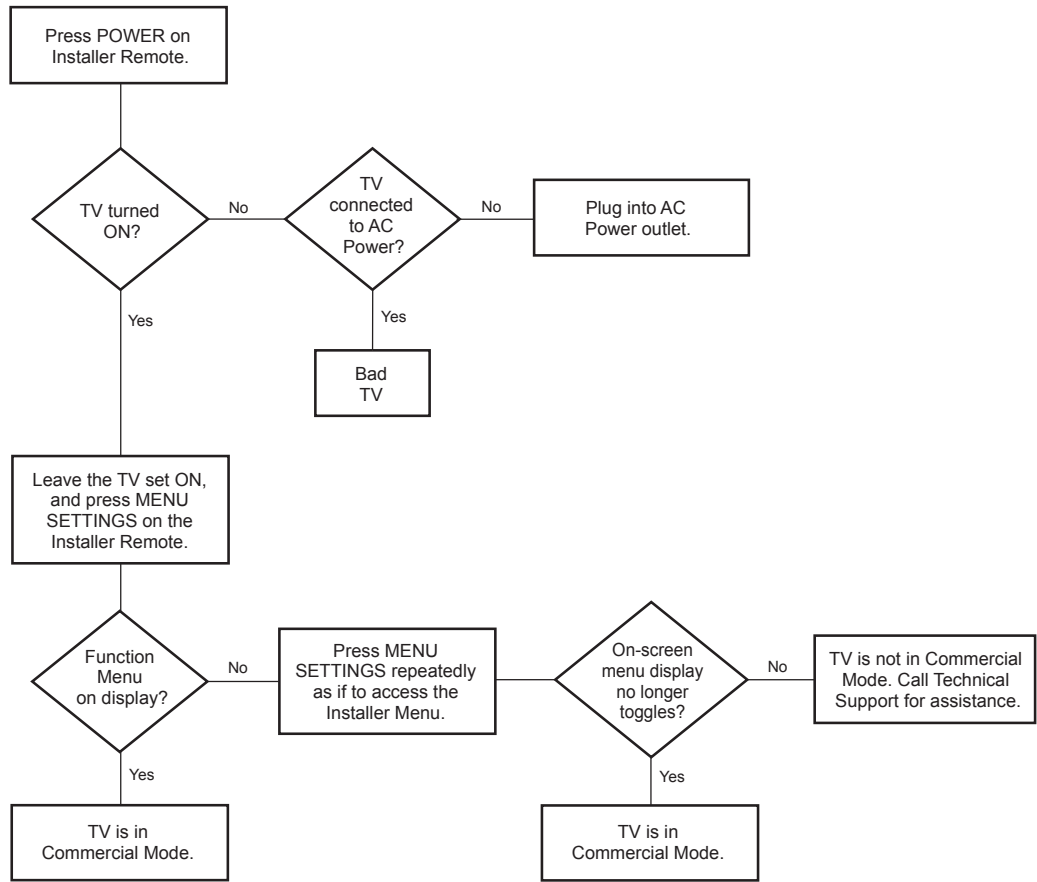 Press POWER on
Installer Remote.
TV turned
ON?
No
TV
connected
to AC
Power?
No
Plug into AC
Power outlet.
Yes
Yes
Bad
TV
Leave the TV set ON,
and press MENU
SETTINGS on the
Installer Remote.
Function
Menu
on display?
No
Press MENU
SETTINGS repeatedly
as if to access the
Installer Menu.
On-screen
menu display
no longer
toggles?
No
TV is not in Commercial
Mode. Call Technical
Support for assistance.
Yes
Yes
TV is in
Commercial Mode.
TV is in
Commercial Mode.